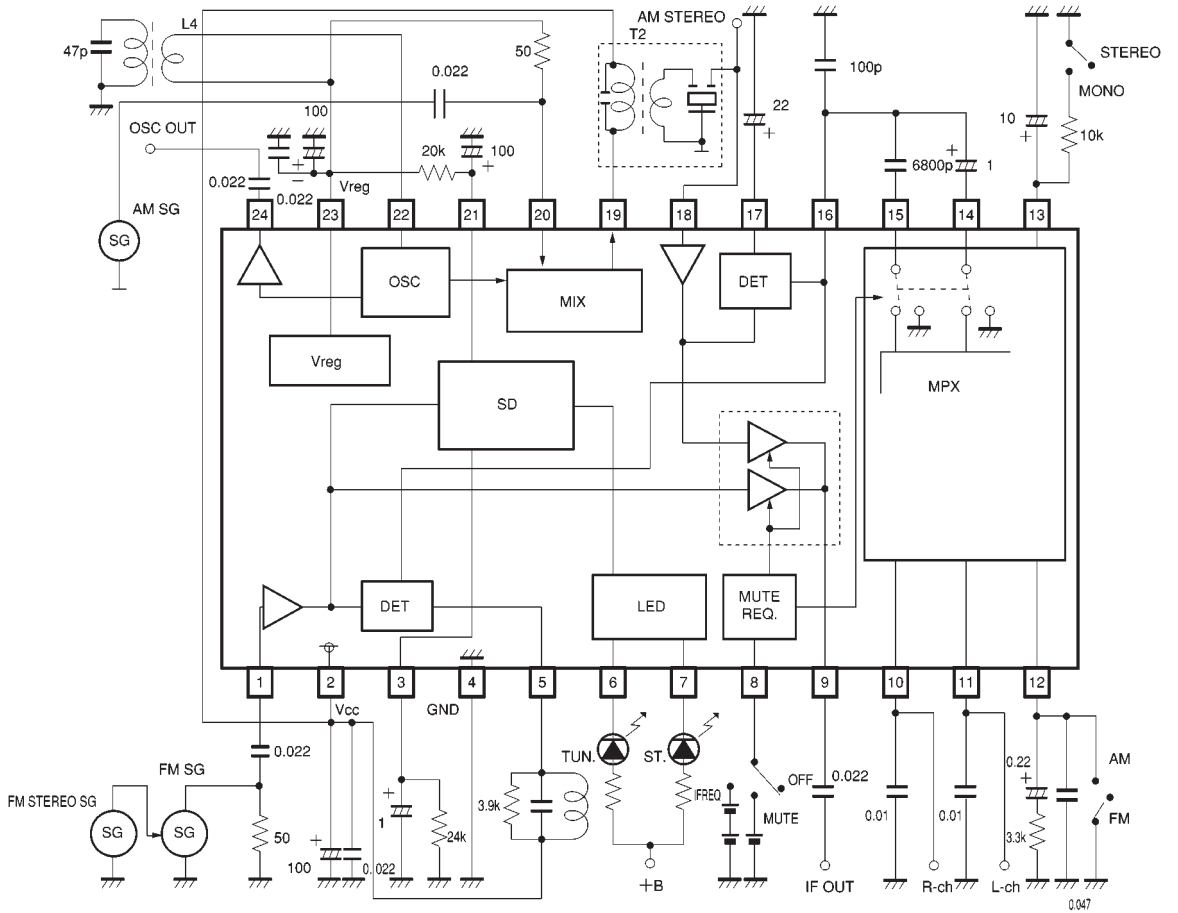 AM STEREO
L4
T2
47p
50
0.022
100p
STEREO
MONO
100
22
10
OSC OUT
+
10k
20k
100
+
6800p
+
1
+
0.022
0.022
Vreg
+
−
AM SG
SG
24
23
22
21
20
19
18
17
16
15
14
13
OSC
MIX
DET
Vreg
SD
MPX
DET
LED
MUTE
REQ.
1
2
3
4
5
6
7
8
9
10
11
12
Vcc
GND
0.022
FM SG
TUN.
ST.
OFF
0.022
0.22
AM
FM STEREO SG
SG
SG
50
+
100
0.022
+
1
24k
3.9k
IFREQ
MUTE
0.01
0.01
+
3.3k
FM
+B
IF OUT
R-ch
L-ch
0.047